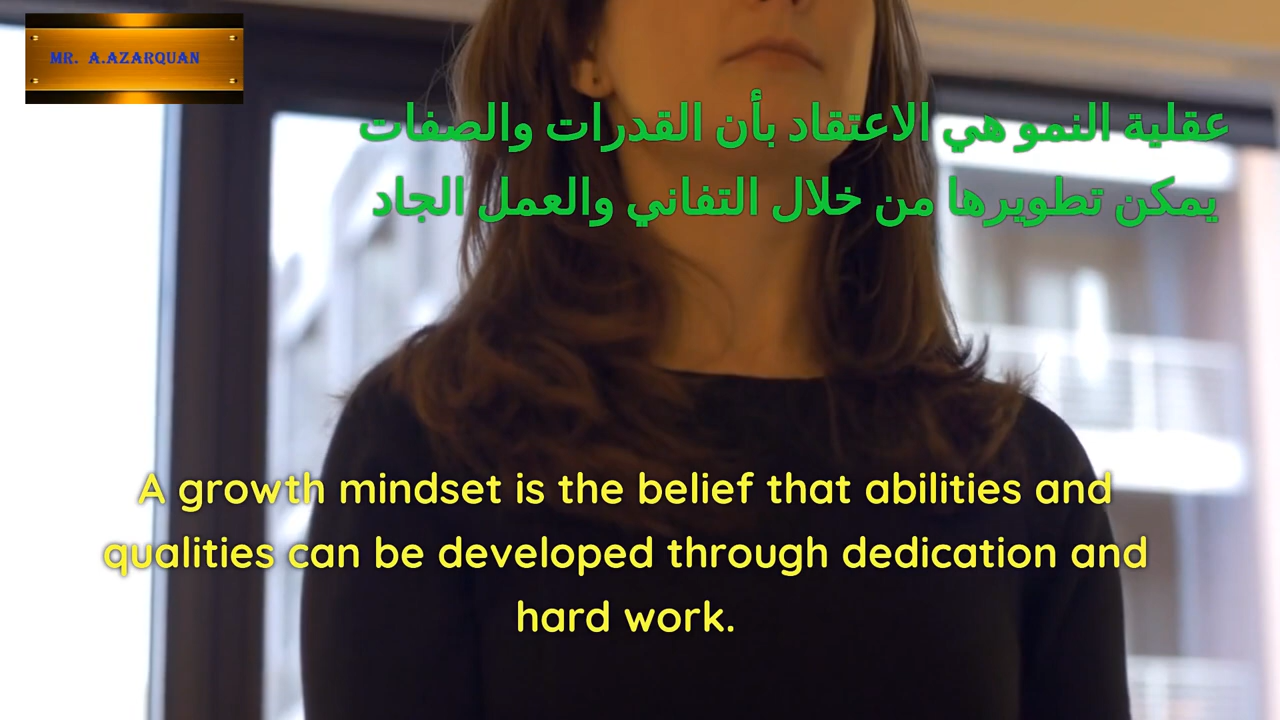 MR. A.AZARQUAN
عقلية النمو هي الاعتقاد بأن القدرات والصفات
يمكن تطويرها من خلال التفاني والعمل الجاد
A growth mindset is the belief that abilities and
qualities can be developed through dedication and
hard work.